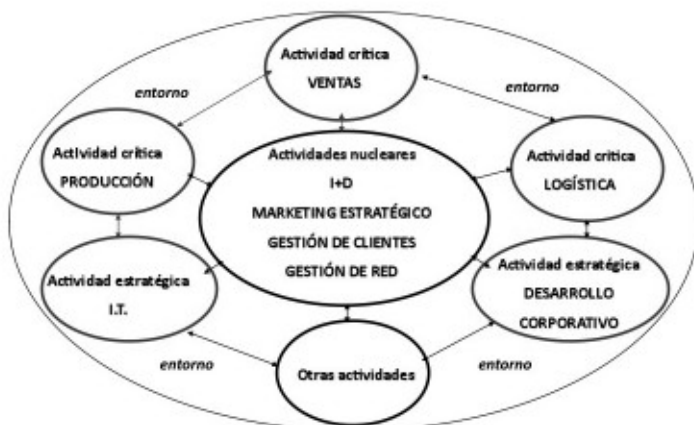 Actividad crítica
VENTAS
entorno
entorno
Actividad crítica
PRODUCCIÓN
Actividades nucleares
I+D
MARKETING ESTRATÉGICO
GESTIÓN DE CLIENTES
GESTIÓN DE RED
Actividad critica
LOGÍSTICA
Actividad estratégica
I.T.
Actividad estratégica
DESARROLLO
CORPORATIVO
entorno
Otras actividades
entorno